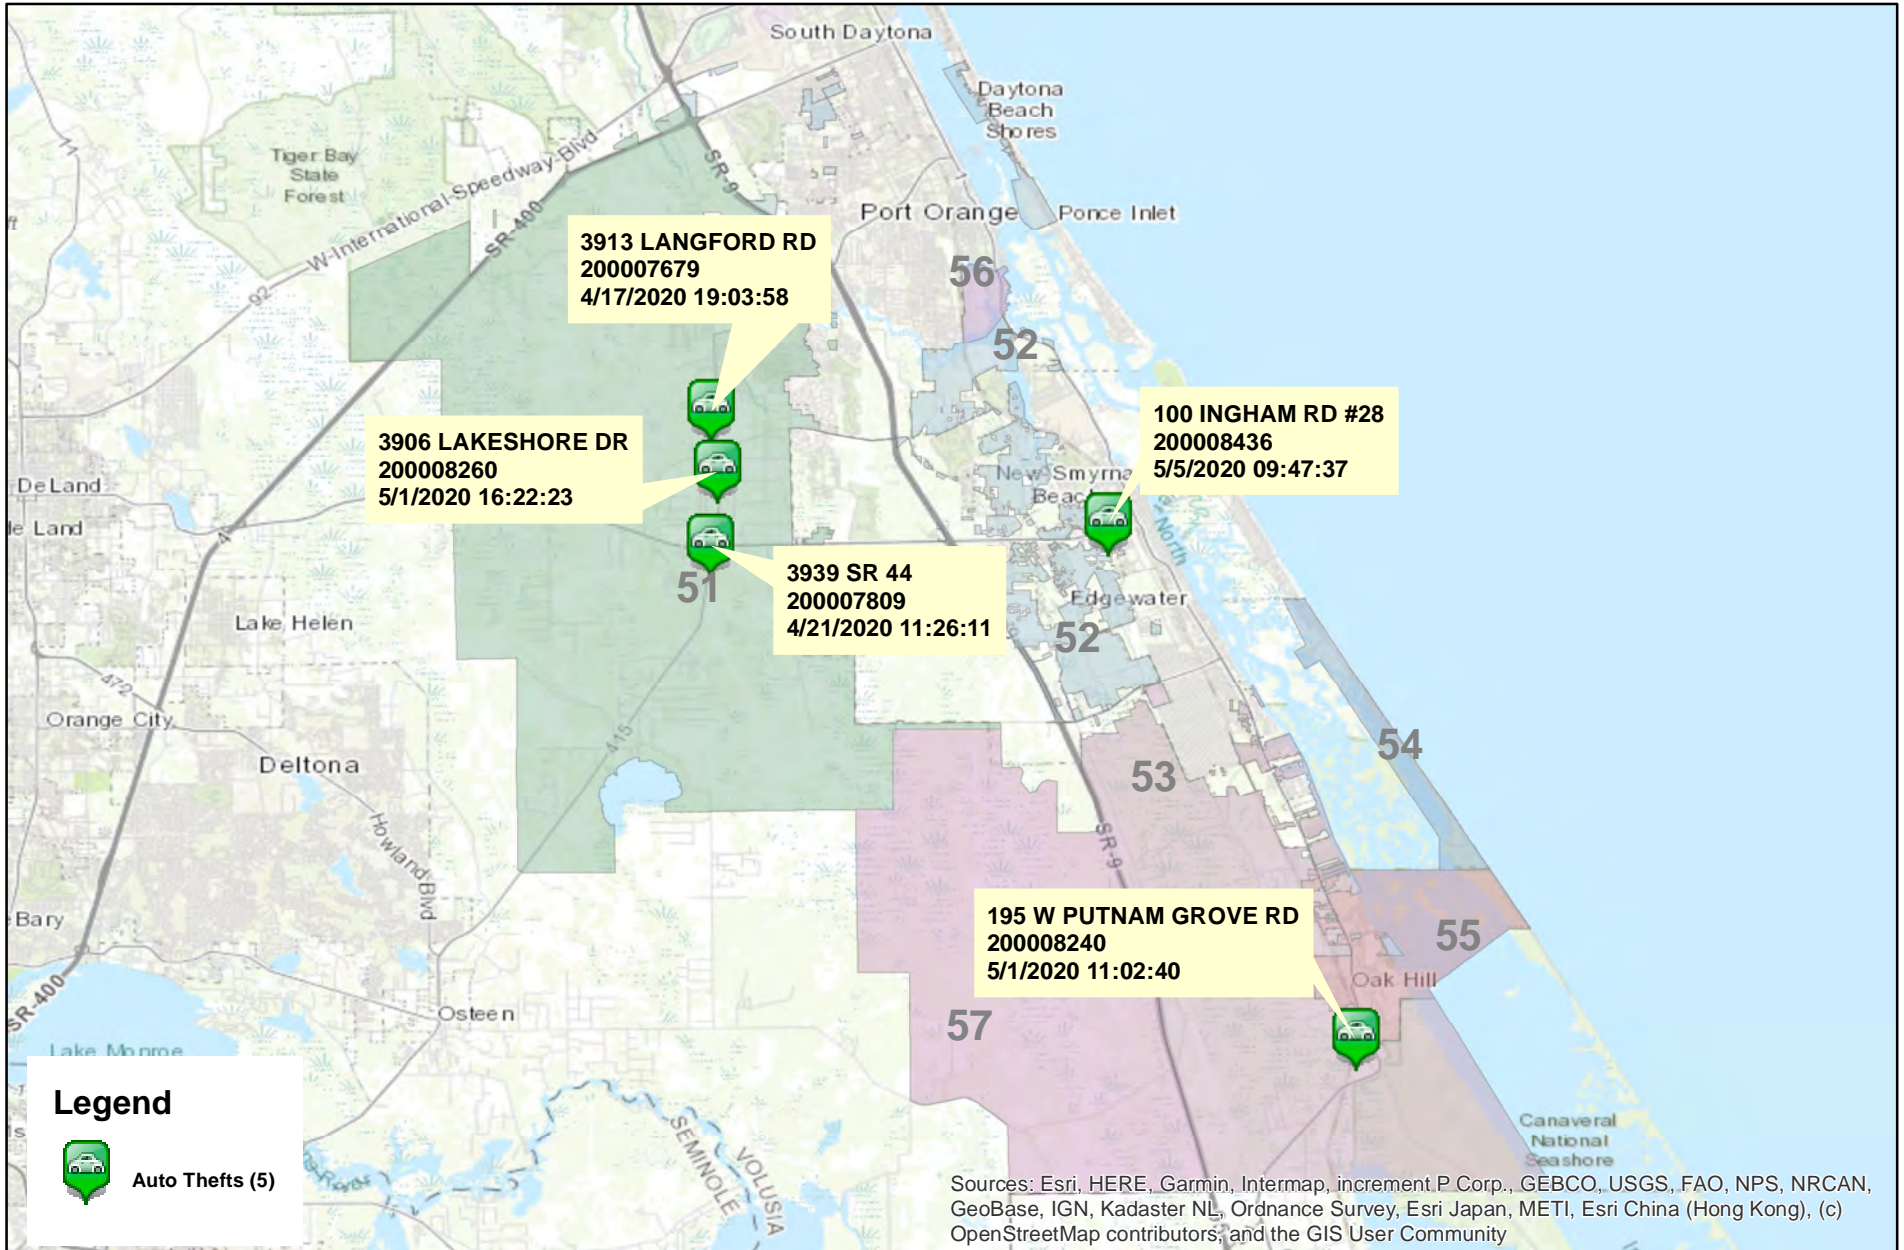 South Daytona
Daytona
Beach
Shores
11
Tiger Bay
State
Forest
W-International-Speedway-Blvd
SR-400
SR-9
92
1
Port Orange
Ponce Inlet
3913 LANGFORD RD
200007679
4/17/2020 19:03:58
56
52
3906 LAKESHORE DR
200008260
5/1/2020 16:22:23
100 INGHAM RD #28
200008436
5/5/2020 09:47:37
New Smyrna
Beach
North
DeLand
de Land
4
51
3939 SR 44
200007809
4/21/2020 11:26:11
Edgewater
52
Lake Helen
472
Orange City
415
Deltona
54
53
Howland Blvd
SR-9
195 W PUTNAM GROVE RD
200008240
5/1/2020 11:02:40
55
Oak Hill
Bary
SR-400
Osteen
57
Lake Monroe
Legend
Auto Thefts (5)
SEMINOLE
VOLUSIA
Canaveral
National
Seashore
Sources: Esri, HERE, Garmin, Intermap, increment P Corp., GEBCO, USGS, FAO, NPS, NRCAN,
GeoBase, IGN, Kadaster NL, Ordnance Survey, Esri Japan, METI, Esri China (Hong Kong), (c)
OpenStreetMap contributors, and the GIS User Community